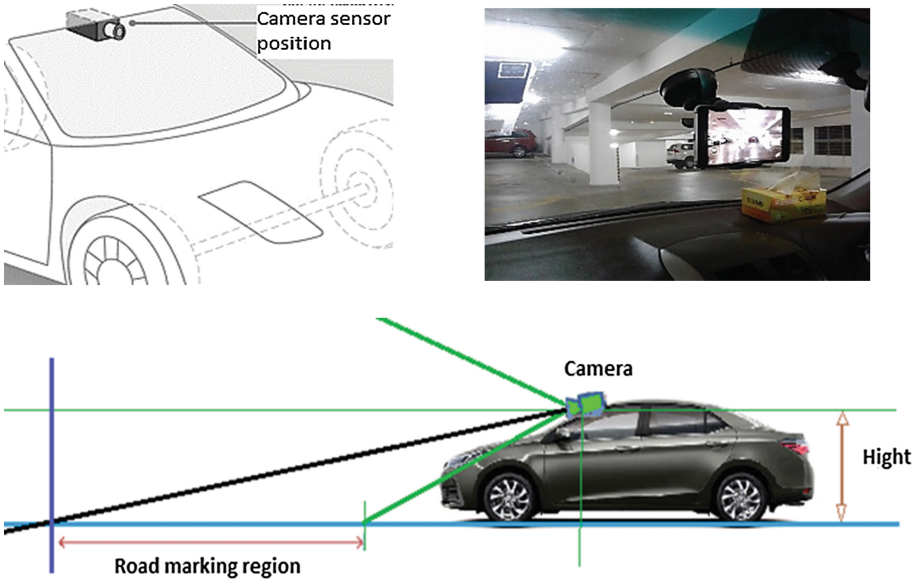 Camera sensor
position
Camera
Hight
Road marking region